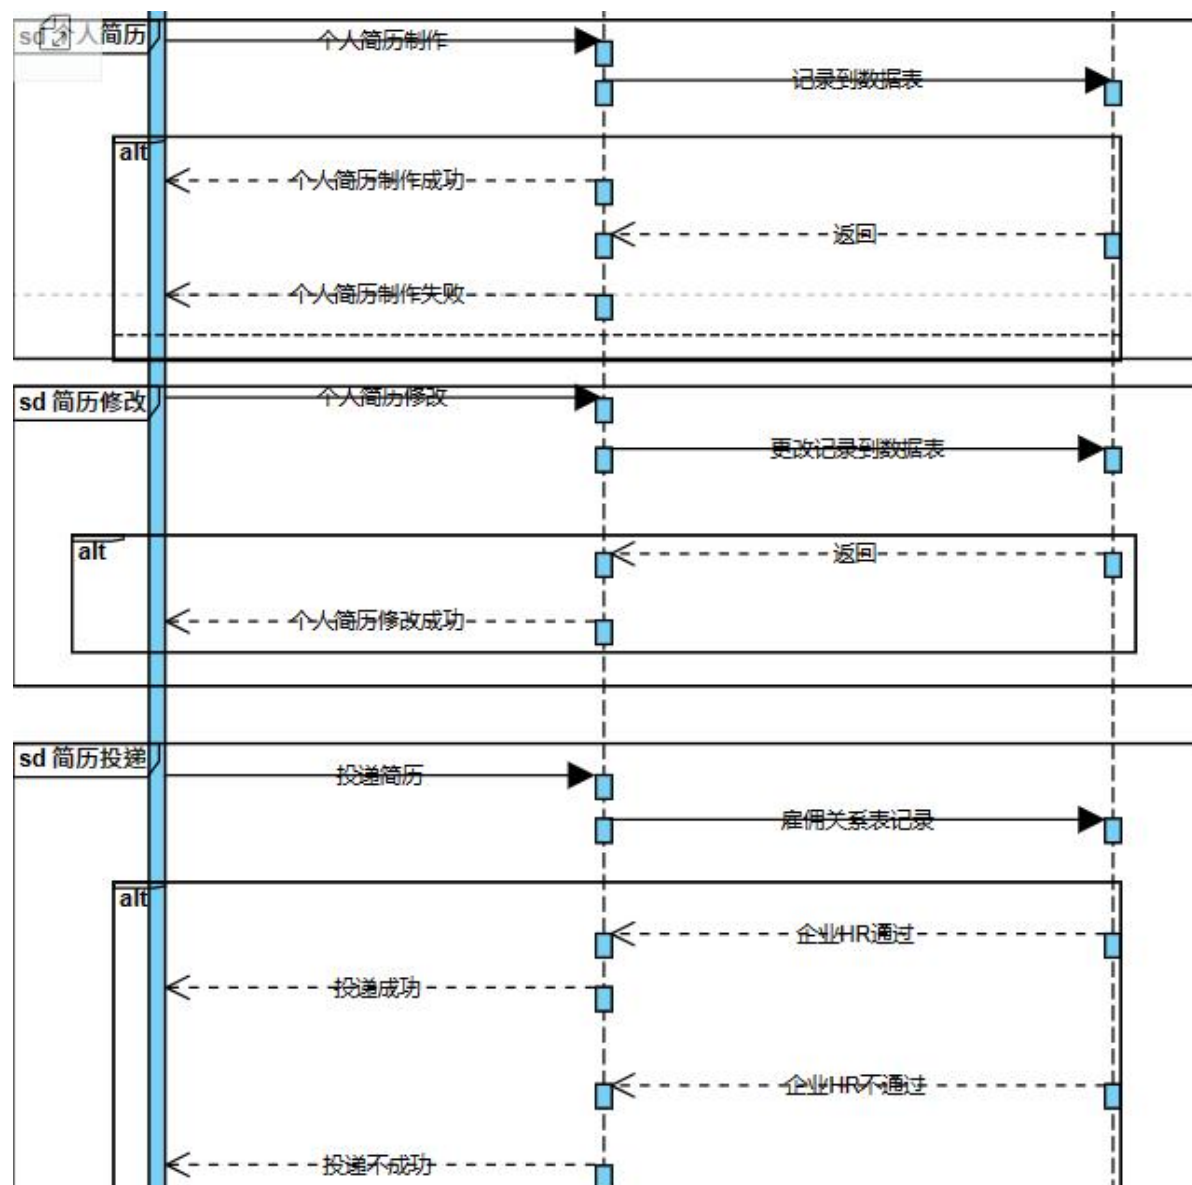 sd 个人简历
个人简历制作
记录到数据表
alt
个人简历制作成功
返回
个人简历制作失败
sd 简历修改
个人简历修改
更改记录到数据表
alt
返回
个人简历修改成功
sd 简历投递
投递简历
雇佣关系表记录
alt
企业HR通过
投递成功
企业HR不通过
投递不成功